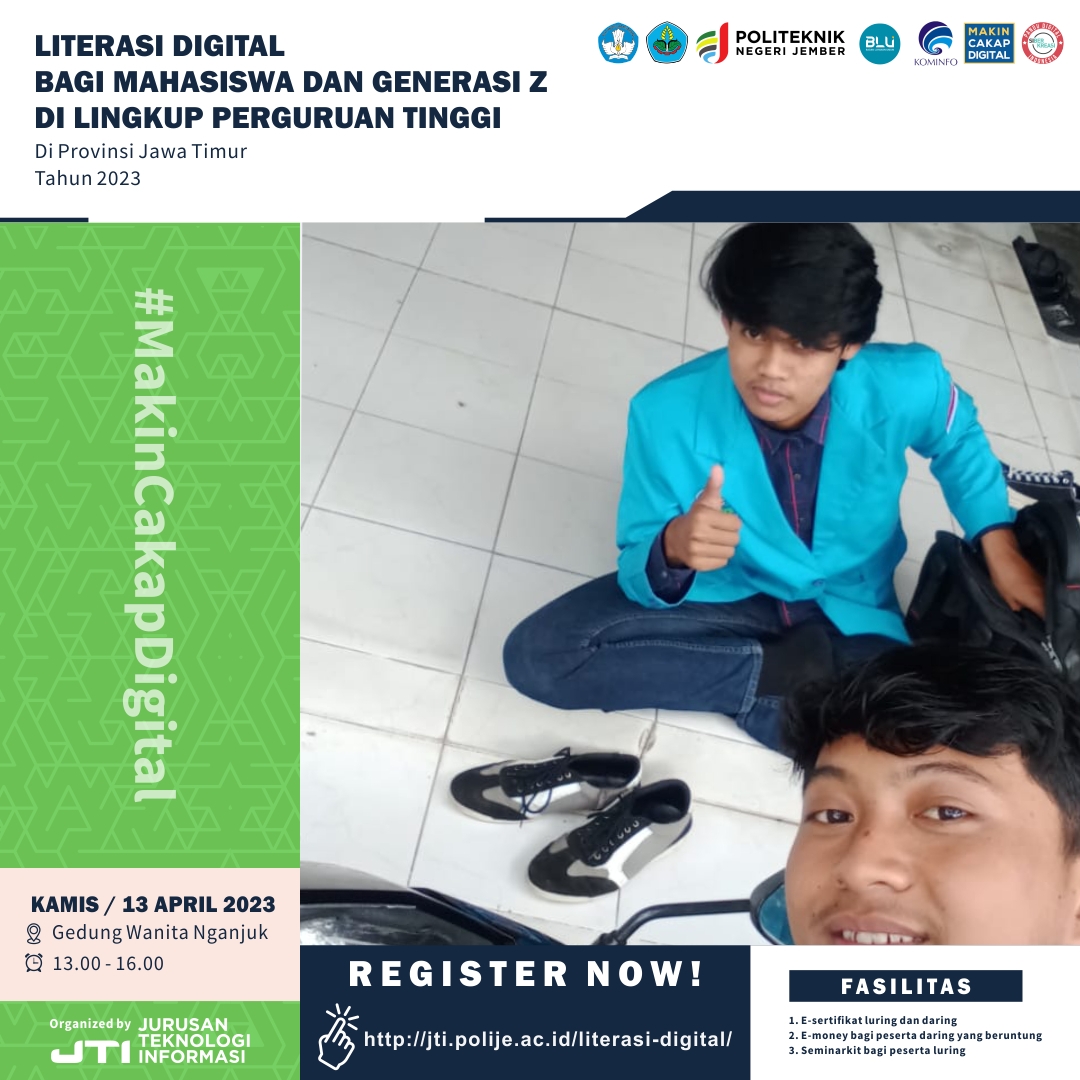 LITERASI DIGITAL
BAGI MAHASISWA DAN GENERASI Z
DI LINGKUP PERGURUAN TINGGI
Di Provinsi Jawa Timur
Tahun 2023
POLITEKNIK
NEGERI JEMBER
BLU
KOMINFO
MAKIN
CAKAP
DIGITAL
#MakinCakapDigital
KAMIS / 13 APRIL 2023
Gedung Wanita Nganjuk
13.00 - 16.00
Organized by
JTI
JURUSAN
TEKNOLOGI
INFORMASI
REGISTER NOW!
http://jti.polije.ac.id/literasi-digital/
FASILITAS
1. E-sertifikat luring dan daring
2. E-money bagi peserta daring yang beruntung
3. Seminarkit bagi peserta luring